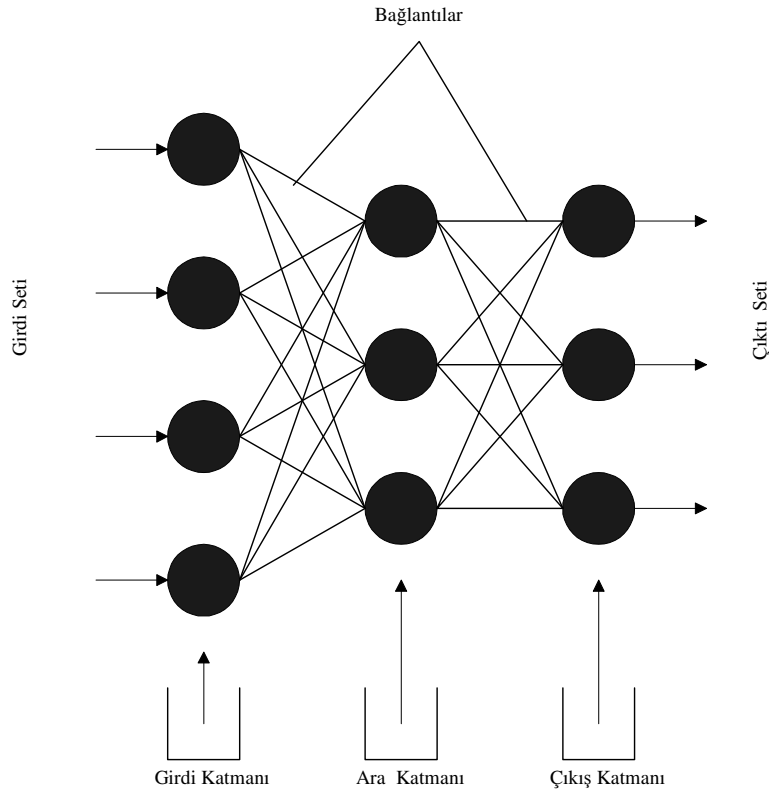 Bağlantılar
Girdi Seti
Çıktı Seti
Girdi Katmanı
Ara Katmanı
Çıkış Katmanı